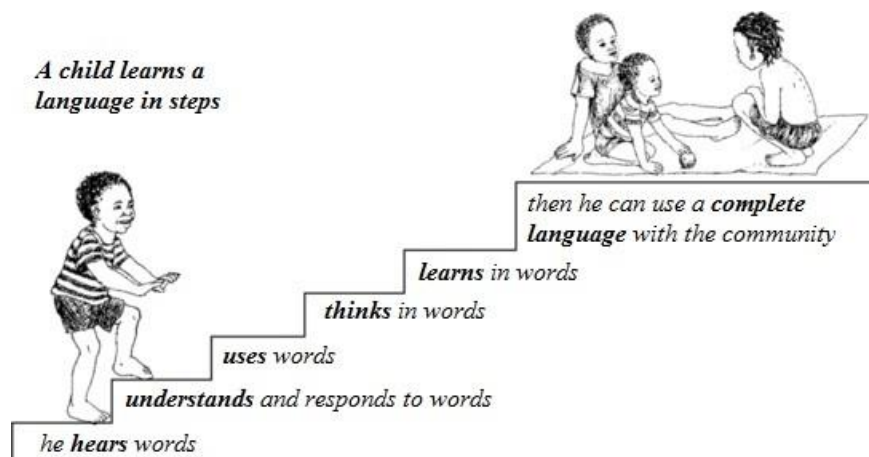 A child learns a
language in steps
then he can use a complete
language with the community
learns in words
thinks in words
uses words
understands and responds to words
he hears words